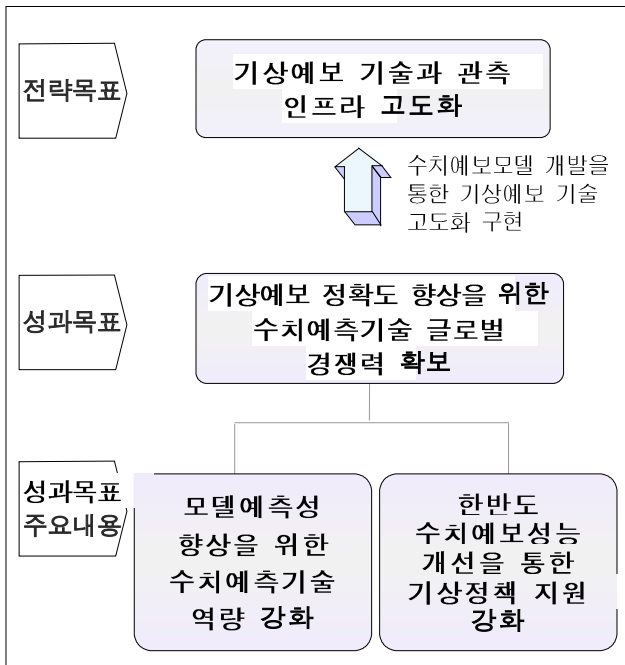 전략목표
기상예보 기술과 관측
인프라 고도화
수치예보모델 개발을
통한 기상예보 기술
고도화 구현
성과목표
기상예보 정확도 향상을 위한
수치예측기술 글로벌
경쟁력 확보
성과목표
주요내용
모델예측성
향상을 위한
수치예측기술
역량 강화
한반도
수치예보성능
개선을 통한
기상정책 지원
강화